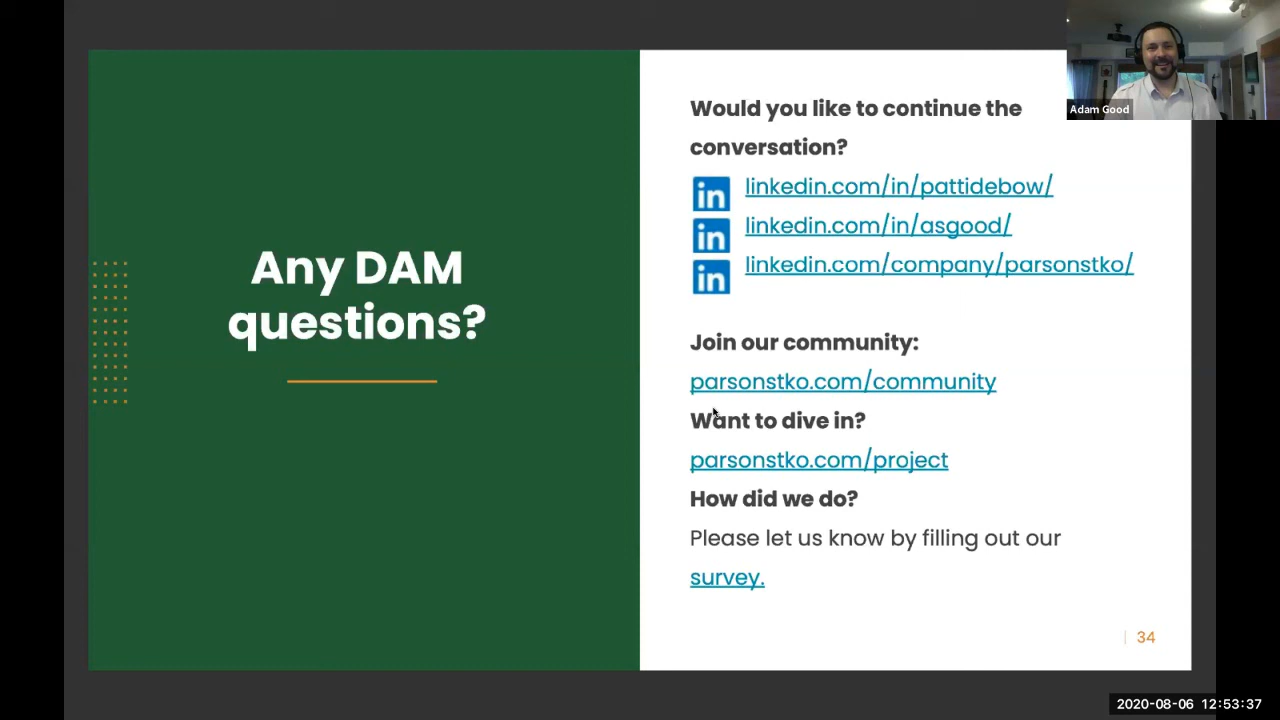 Adam Good
Any DAM
questions?
Would you like to continue the
conversation?
in linkedin.com/in/pattidebow/
in linkedin.com/in/asgood/
in linkedin.com/company/parsonstko/
Join our community:
parsonstko.com/community
Want to dive in?
parsonstko.com/project
How did we do?
Please let us know by filling out our
survey.
34
2020-08-06 12:53:37